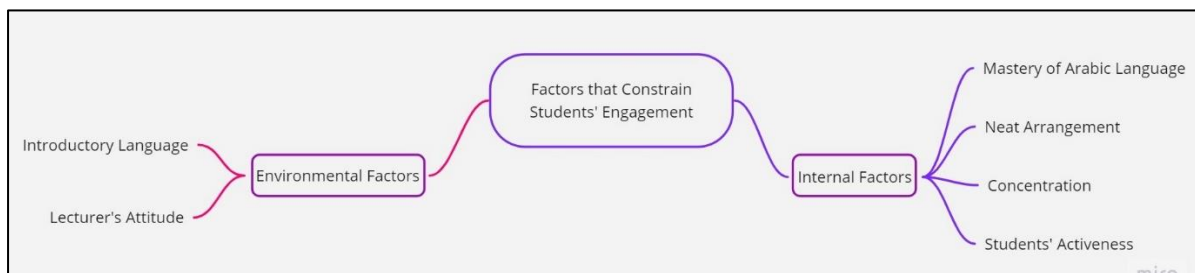 Factors that Constrain
Students' Engagement
Environmental Factors
Introductory Language
Lecturer's Attitude
Internal Factors
Mastery of Arabic Language
Neat Arrangement
Concentration
Students' Activeness